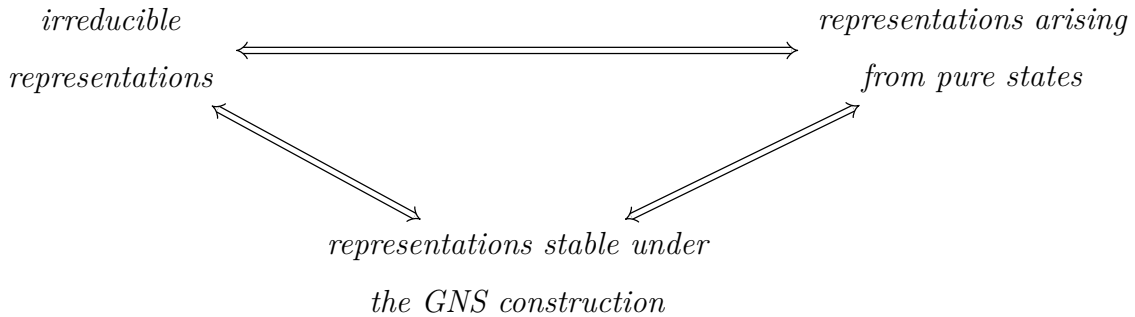 irreducible
representations
representations arising
from pure states
representations stable under
the GNS construction